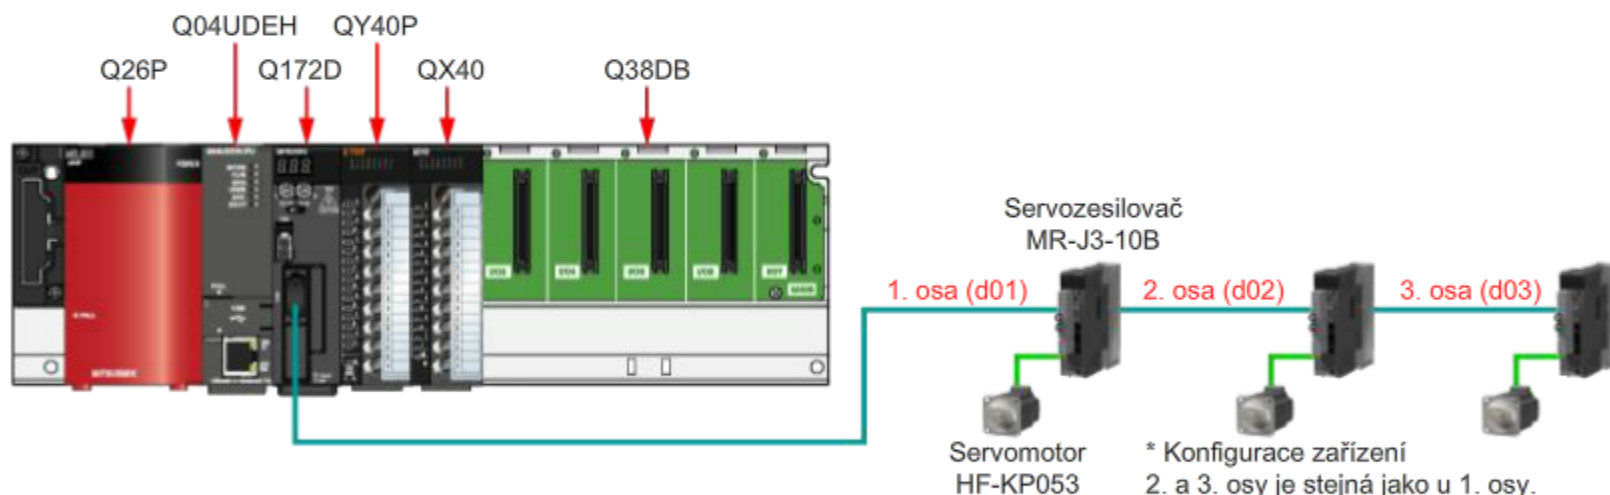 Q04UDEH QY40P
Q26P Q172D QX40 Q38DB
Servozesilovač
MR-J3-10B
1. osa (d01) 2. osa (d02) 3. osa (d03)
Servomotor
HF-KP053
* Konfigurace zařízení
2. a 3. osy je stejná jako u 1. osy.